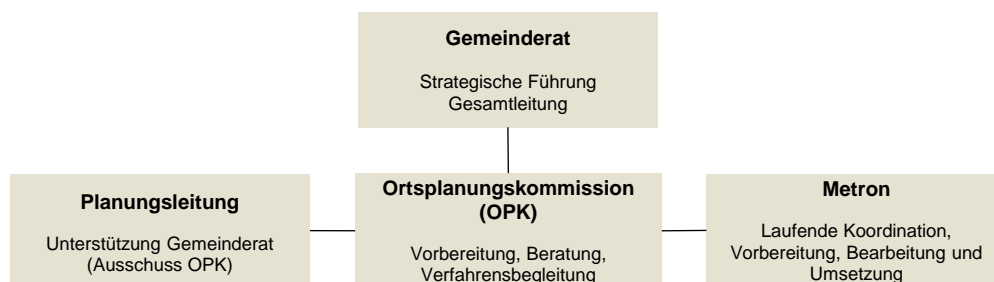 Gemeinderat
Strategische Führung
Gesamtleitung
Planungsleitung
Unterstützung Gemeinderat
(Ausschuss OPK)
Ortsplanungskommission
(OPK)
Vorbereitung, Beratung,
Verfahrensbegleitung
Metron
Laufende Koordination,
Vorbereitung, Bearbeitung und
Umsetzung